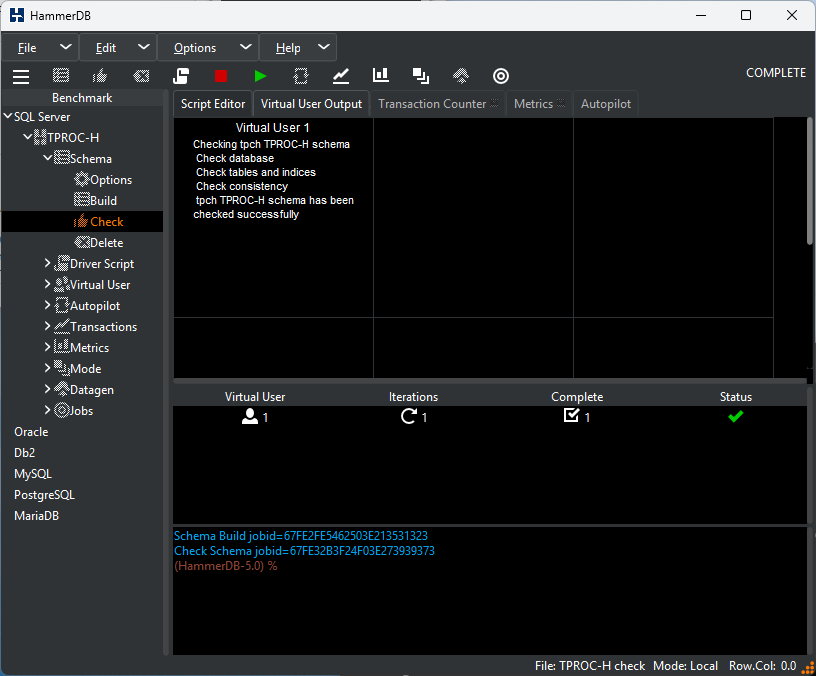 HammerDB
File Edit Options Help
COMPLETE
Benchmark
SQL Server
TPROC-H
Schema
Options
Build
Check
Delete
Driver Script
Virtual User
Autopilot
Transactions
Metrics
Mode
Datagen
Jobs
Oracle
Db2
MySQL
PostgreSQL
MariaDB
Script Editor Virtual User Output Transaction Counter Metrics Autopilot
Virtual User 1
Checking tpch TPROC-H schema
Check database
Check tables and indices
Check consistency
tpch TPROC-H schema has been
checked successfully
Virtual User Iterations Complete Status
1 1 1
Schema Build jobid=67FE2FE5462503E213531323
Check Schema jobid=67FE32B3F24F03E273939373
(HammerDB-5.0) %
File: TPROC-H check Mode: Local Row.Col: 0.0